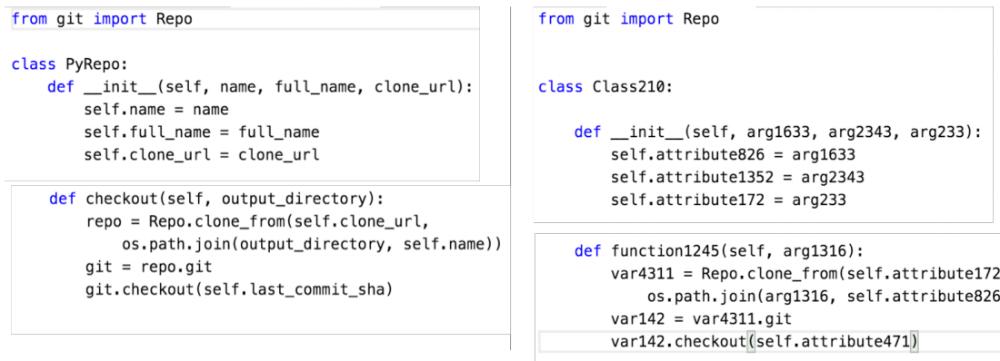 from git import Repo
class PyRepo:
def __init__(self, name, full_name, clone_url):
self.name = name
self.full_name = full_name
self.clone_url = clone_url
def checkout(self, output_directory):
repo = Repo.clone_from(self.clone_url,
os.path.join(output_directory, self.name))
git = repo.git
git.checkout(self.last_commit_sha)
from git import Repo
class Class210:
def __init__(self, arg1633, arg2343, arg233):
self.attribute826 = arg1633
self.attribute1352 = arg2343
self.attribute172 = arg233
def function1245(self, arg1316):
var4311 = Repo.clone_from(self.attribute172
os.path.join(arg1316, self.attribute826
var142 = var4311.git
var142.checkout(self.attribute471)